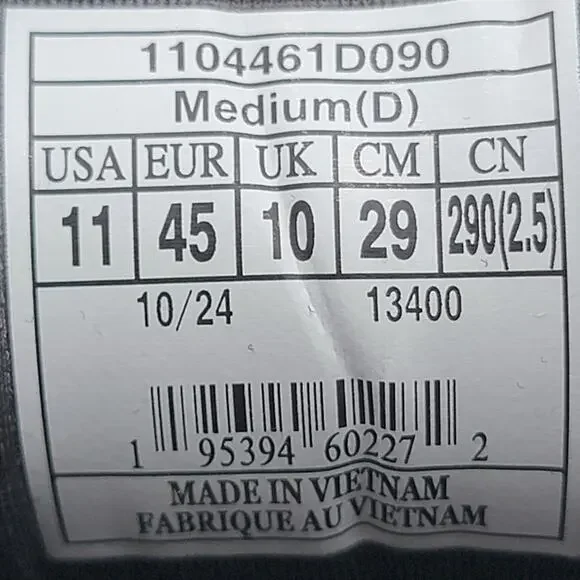 1104461D090
Medium(D)
USA EUR UK CM CN
11 45 10 29 290(2.5)
10/24 13400
1 95394 60227 2
MADE IN VIETNAM
FABRIQUE AU VIETNAM